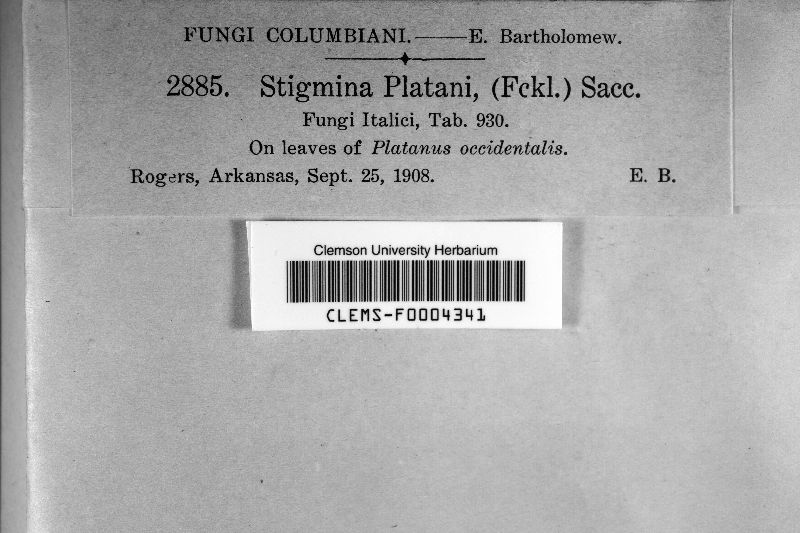 FUNGI COLUMBIANI.——E. Bartholomew.
2885. Stigmina Platani, (Fckl.) Sacc.
Fungi Italici, Tab. 930.
On leaves of Platanus occidentalis.
Rogers, Arkansas, Sept. 25, 1908. E. B.
Clemson University Herbarium
CLEMS-F0004341